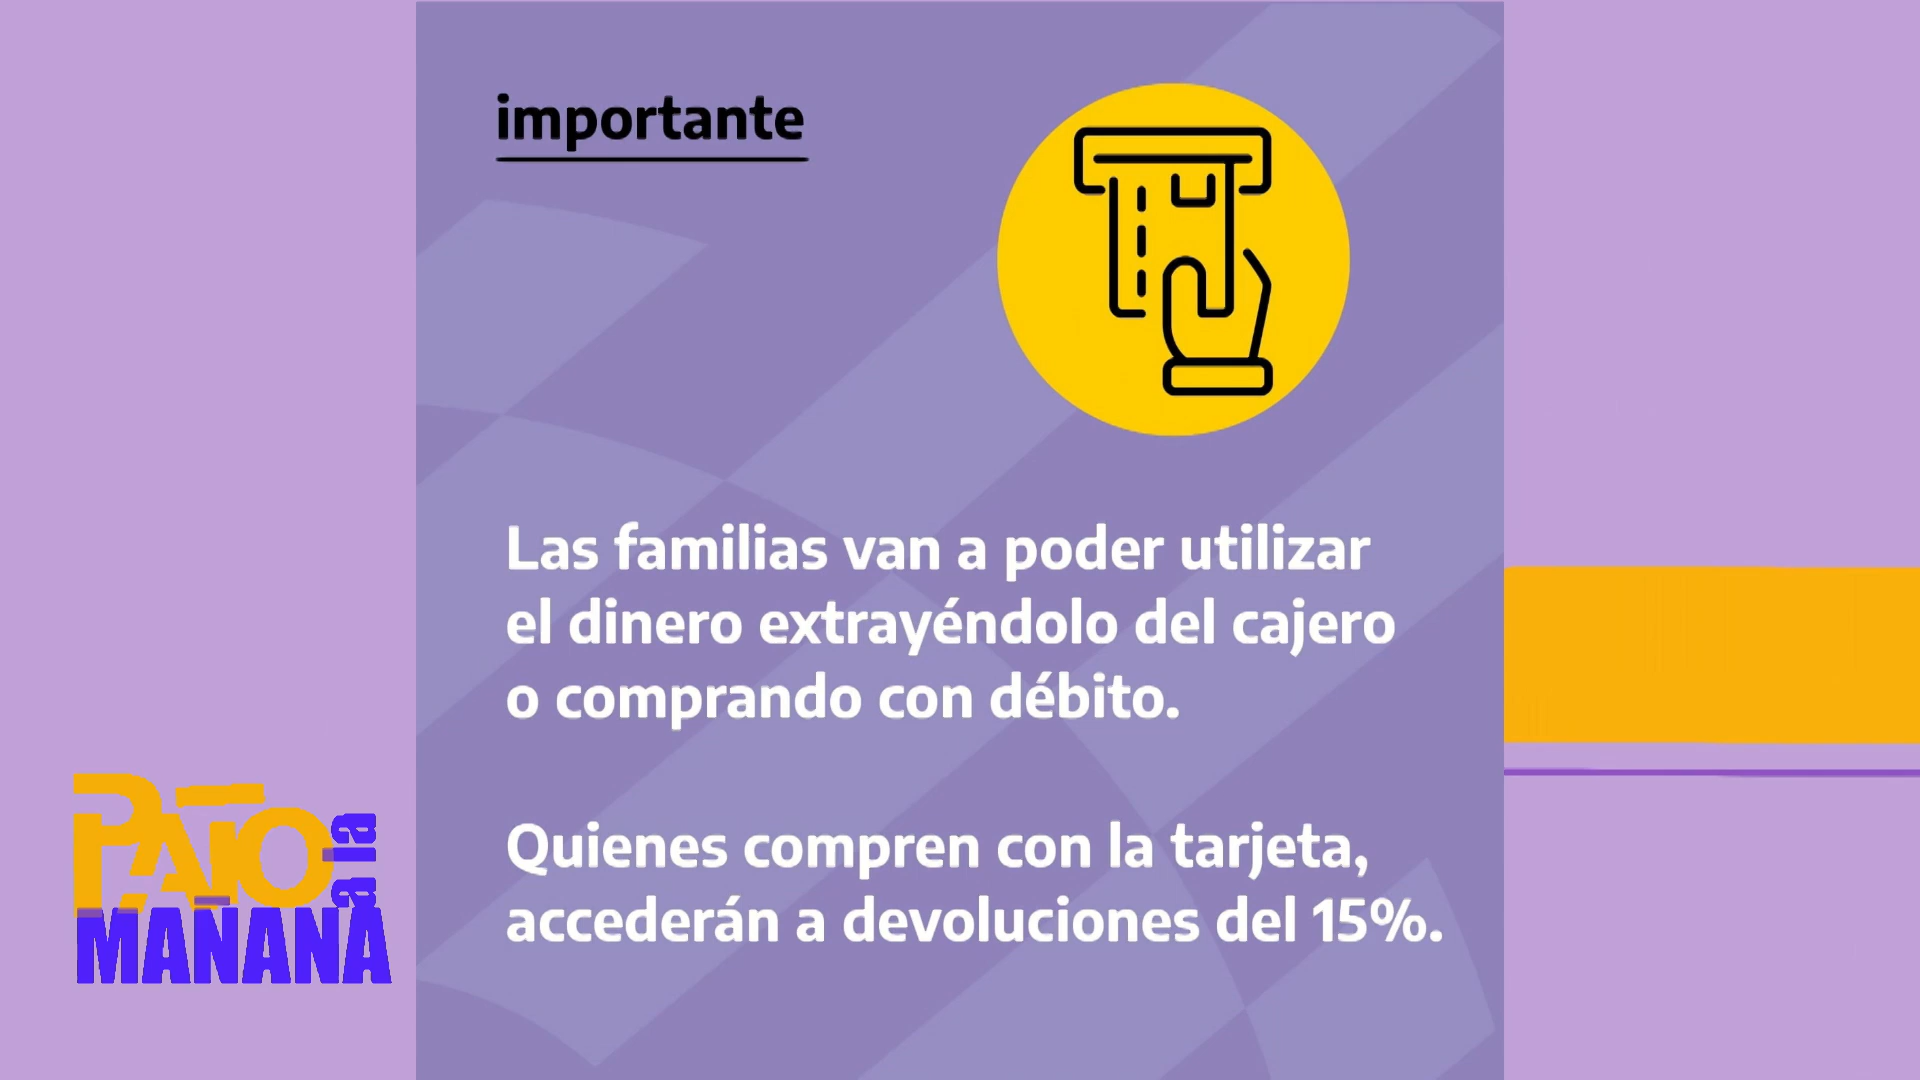 importante
Las familias van a poder utilizar
el dinero extrayéndolo del cajero
o comprando con débito.
Quienes compren con la tarjeta,
accederán a devoluciones del 15%.
PATO
a la
MAÑANA